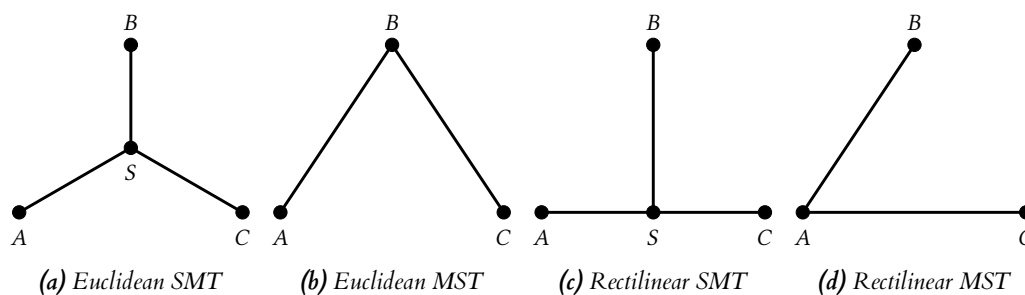 B
S
A
C
(a) Euclidean SMT
B
A
C
(b) Euclidean MST
B
A
S
C
(c) Rectilinear SMT
B
A
C
(d) Rectilinear MST